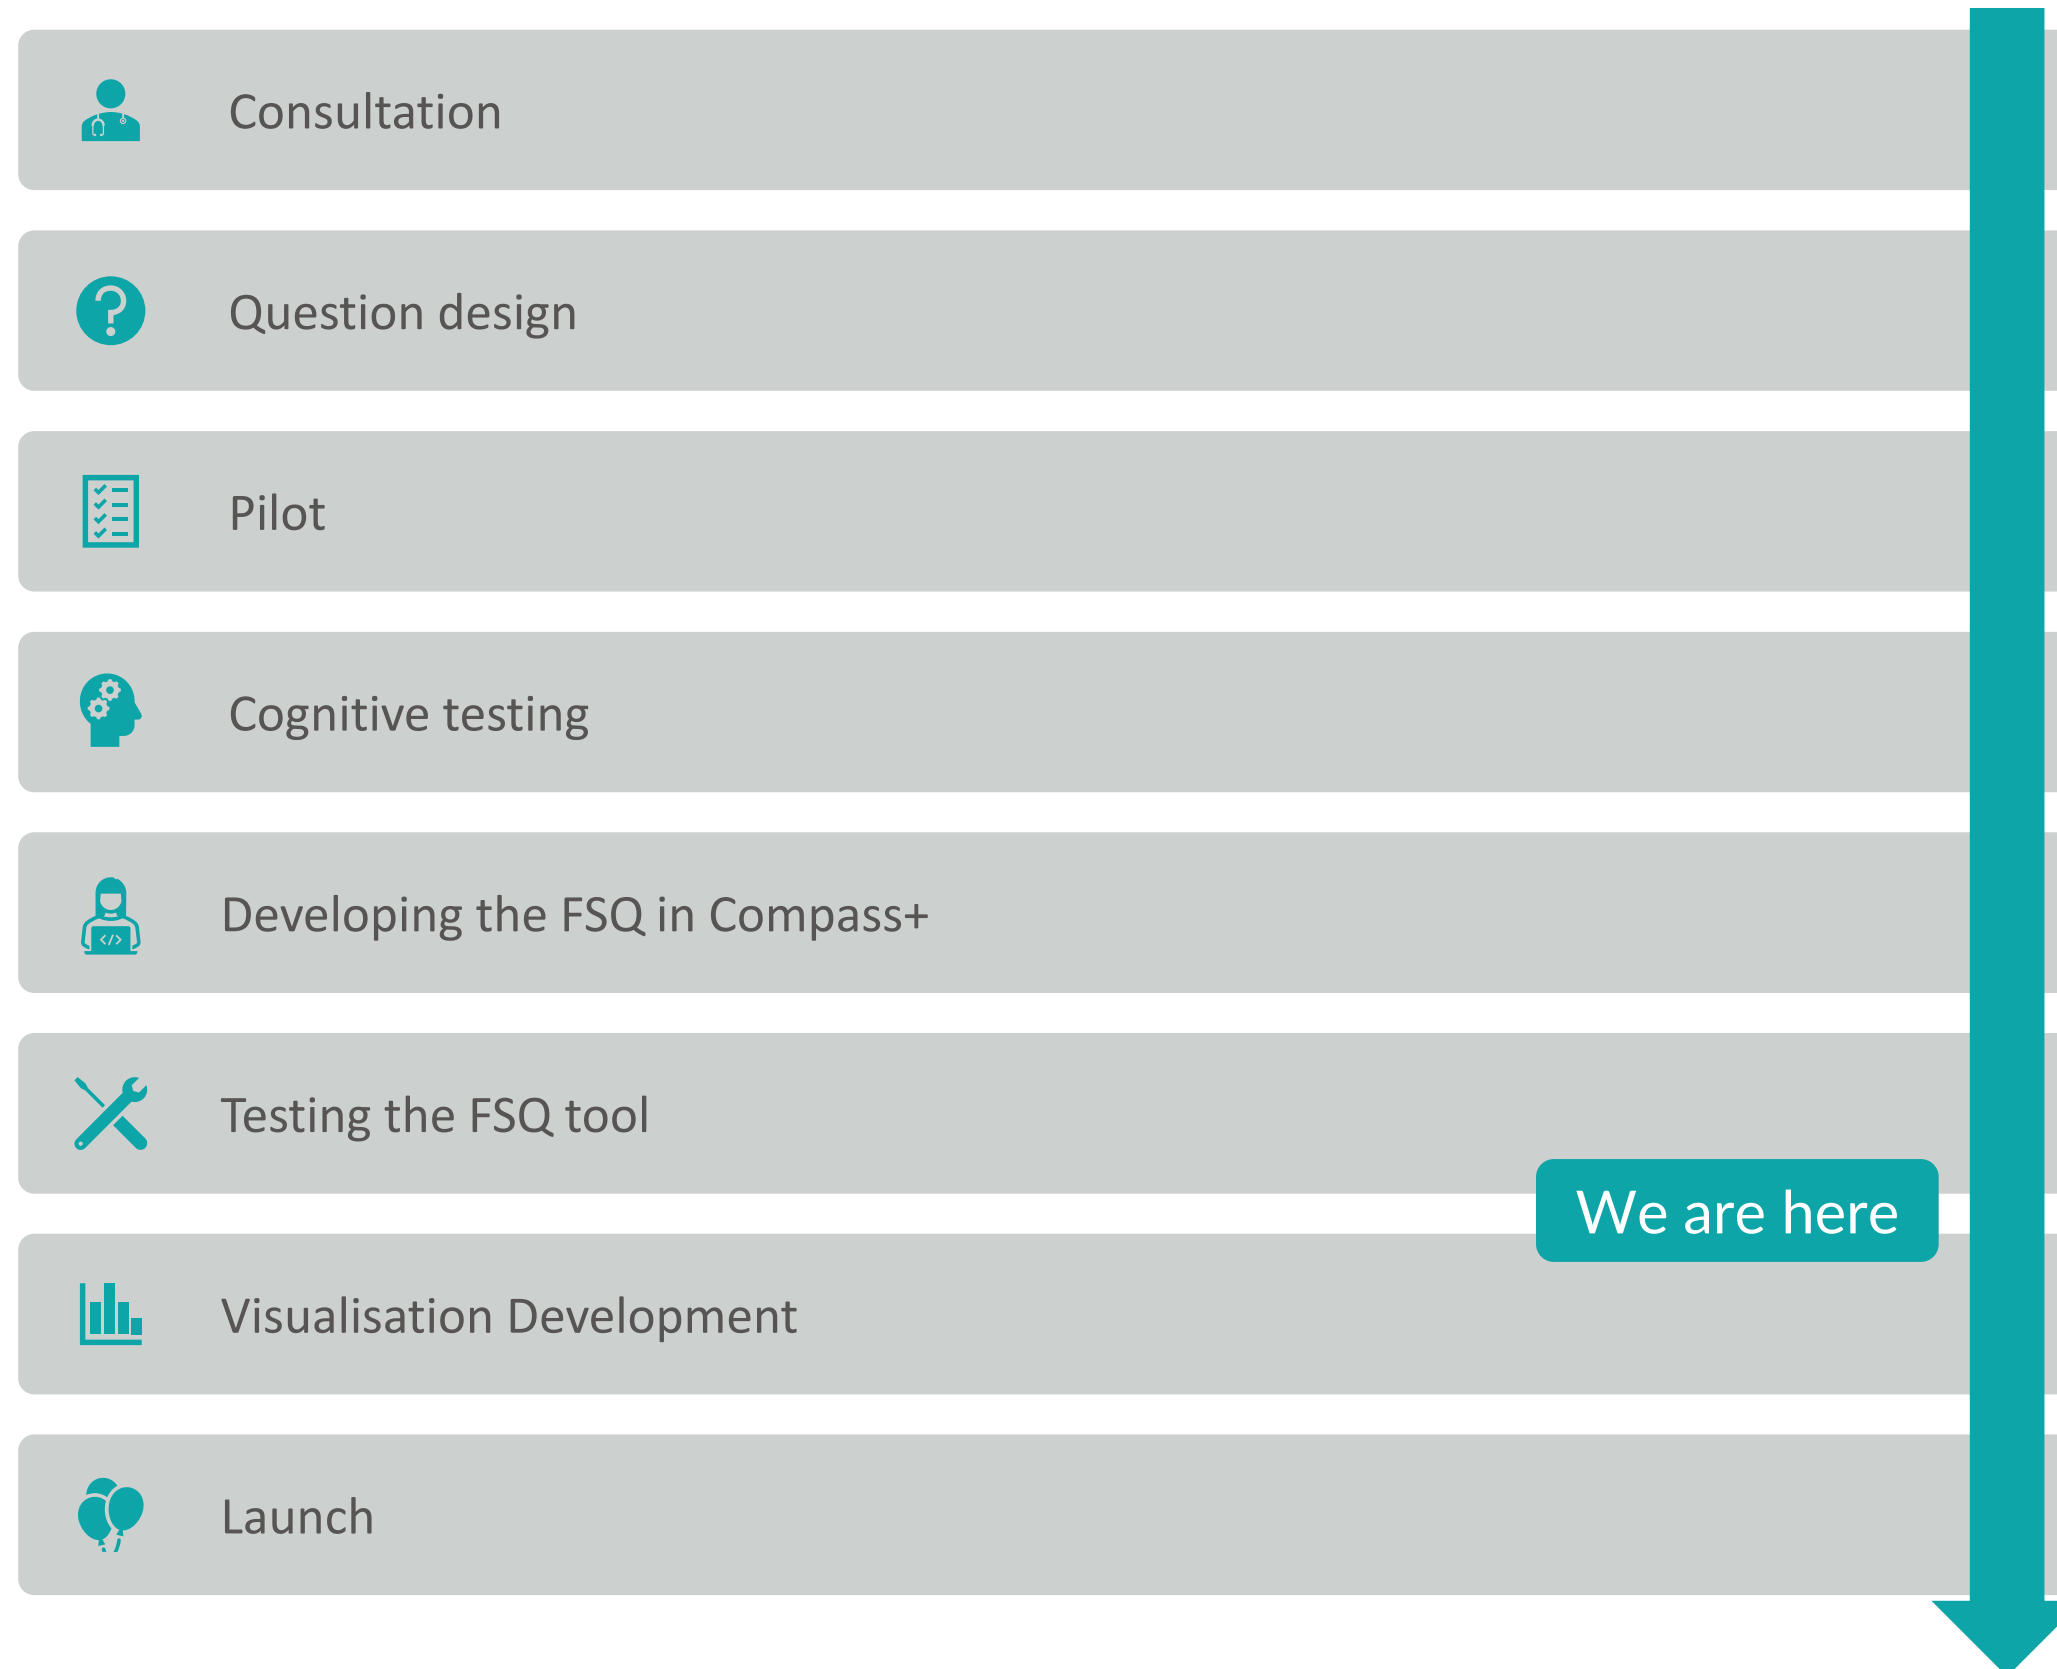 Consultation
Question design
Pilot
Cognitive testing
Developing the FSQ in Compass+
Testing the FSQ tool
We are here
Visualisation Development
Launch